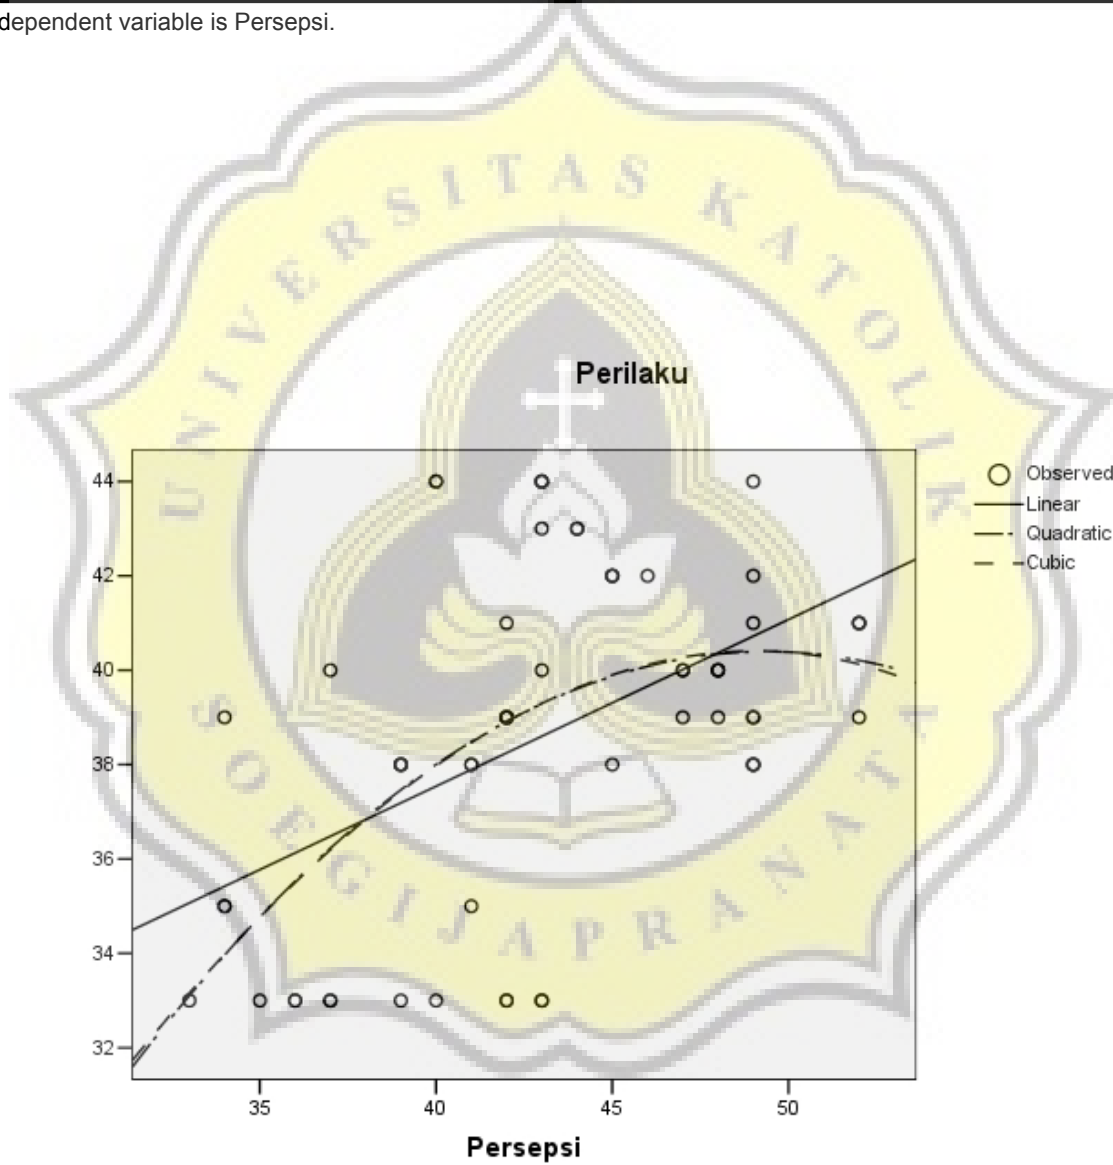 dependent variable is Persepsi.
UNIVERSITAS KATOLIK
SOEGIJAPRANATA
Perilaku
44
42
40
38
36
34
32
35 40 45 50
Persepsi
Observed
Linear
Quadratic
Cubic